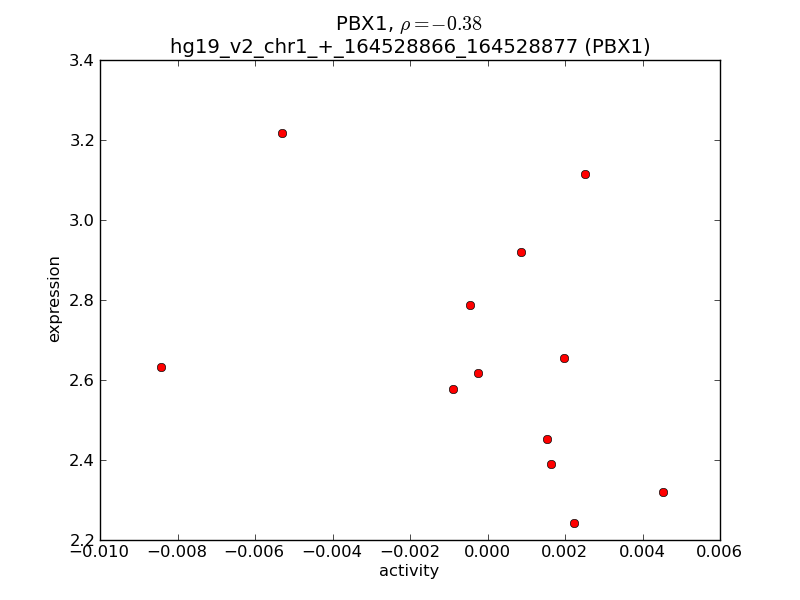 PBX1, ρ = −0.38
hg19_v2_chr1_+_164528866_164528877 (PBX1)
3.4
3.2
3.0
2.8
2.6
2.4
2.2
expression
−0.010 −0.008 −0.006 −0.004 −0.002 0.000 0.002 0.004 0.006
activity